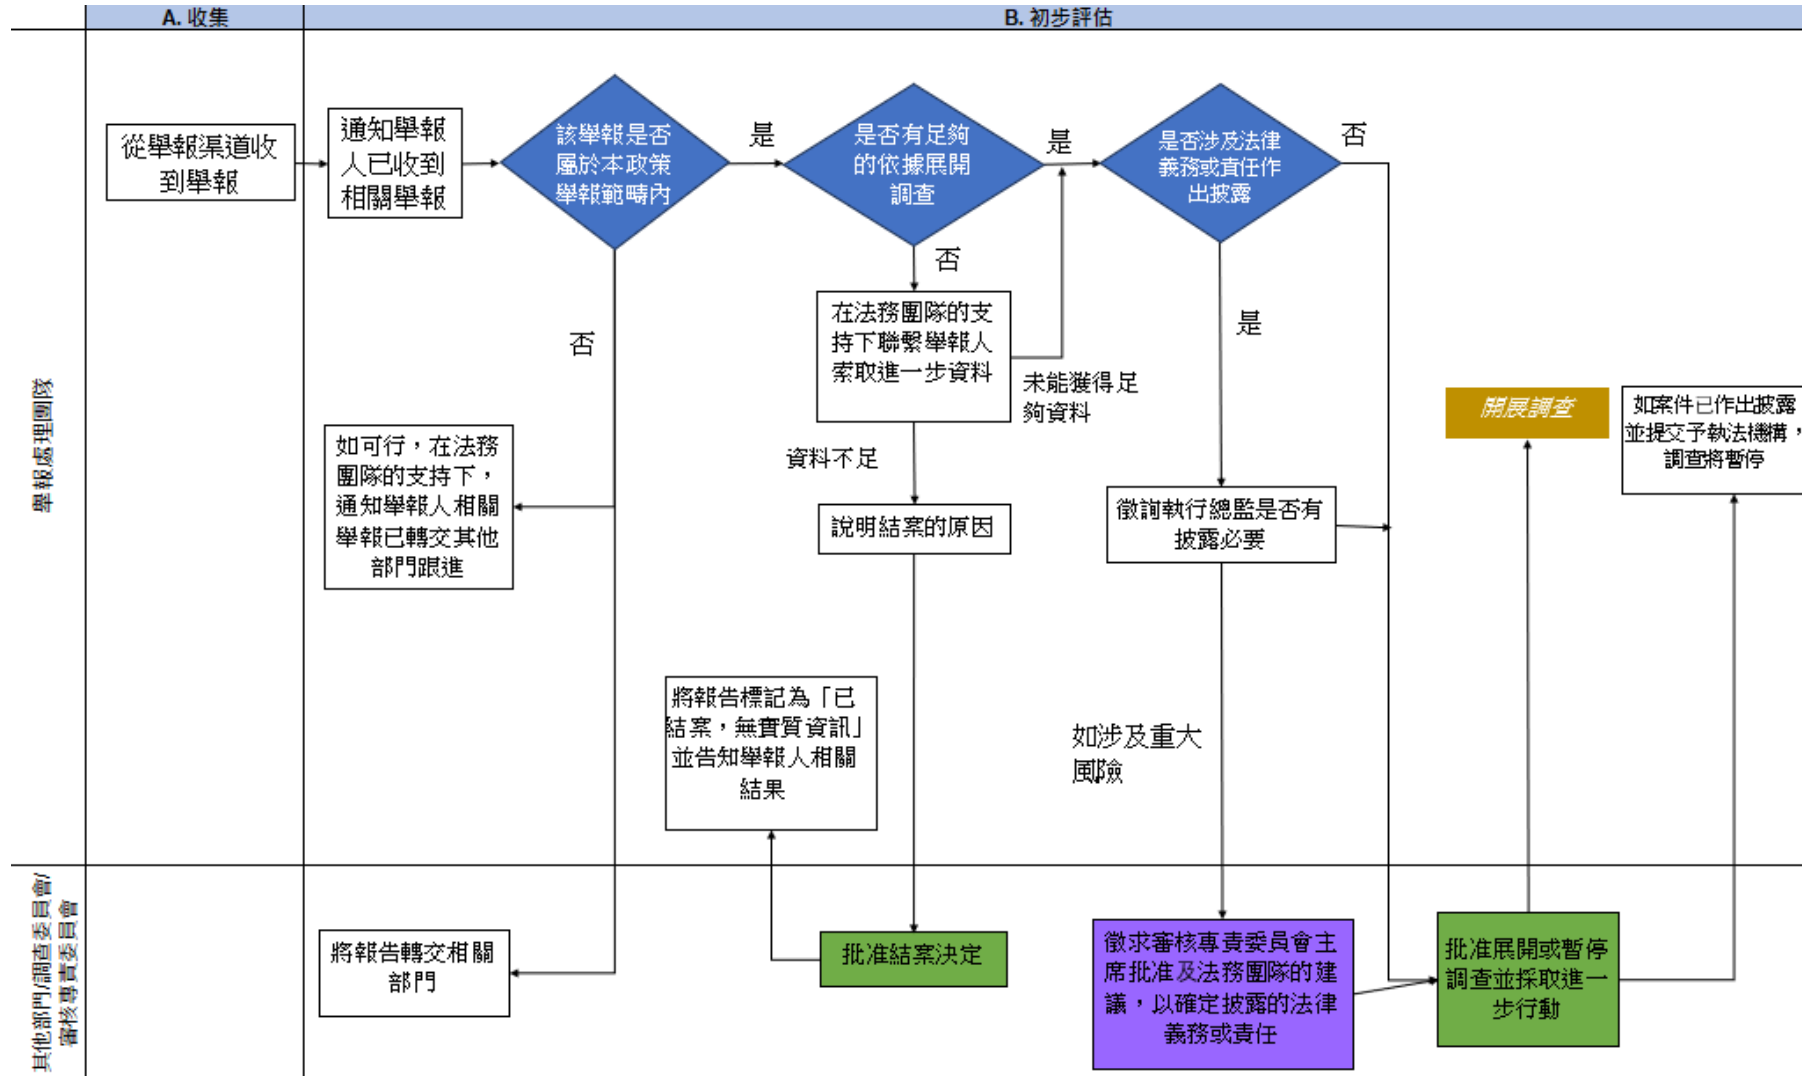 A. 收集
B. 初步評估
舉報處理團隊
從舉報渠道收
到舉報
通知舉報
人已收到
相關舉報
該舉報是否
屬於本政策
舉報範疇內
是
是否有足夠
的依據展開
調查
是
是否涉及法律
義務或責任作
出披露
否
否
在法務團隊的支
持下聯繫舉報人
索取進一步資料
未能獲得足
夠資料
資料不足
說明結案的原因
否
如可行，在法務
團隊的支持下，
通知舉報人相關
舉報已轉交其他
部門跟進
是
徵詢執行總監是否有
披露必要
開展調查
如案件已作出披露
並提交予執法機構，
調查將暫停
將報告標記為「已
結案，無實質資訊」
並告知舉報人相關
結果
如涉及重大
風險
其他部門/調查委員會/
審核專責委員會
將報告轉交相關
部門
批准結案決定
徵求審核專責委員會主
席批准及法務團隊的建
議，以確定披露的法律
義務或責任
批准展開或暫停
調查並採取進一
步行動